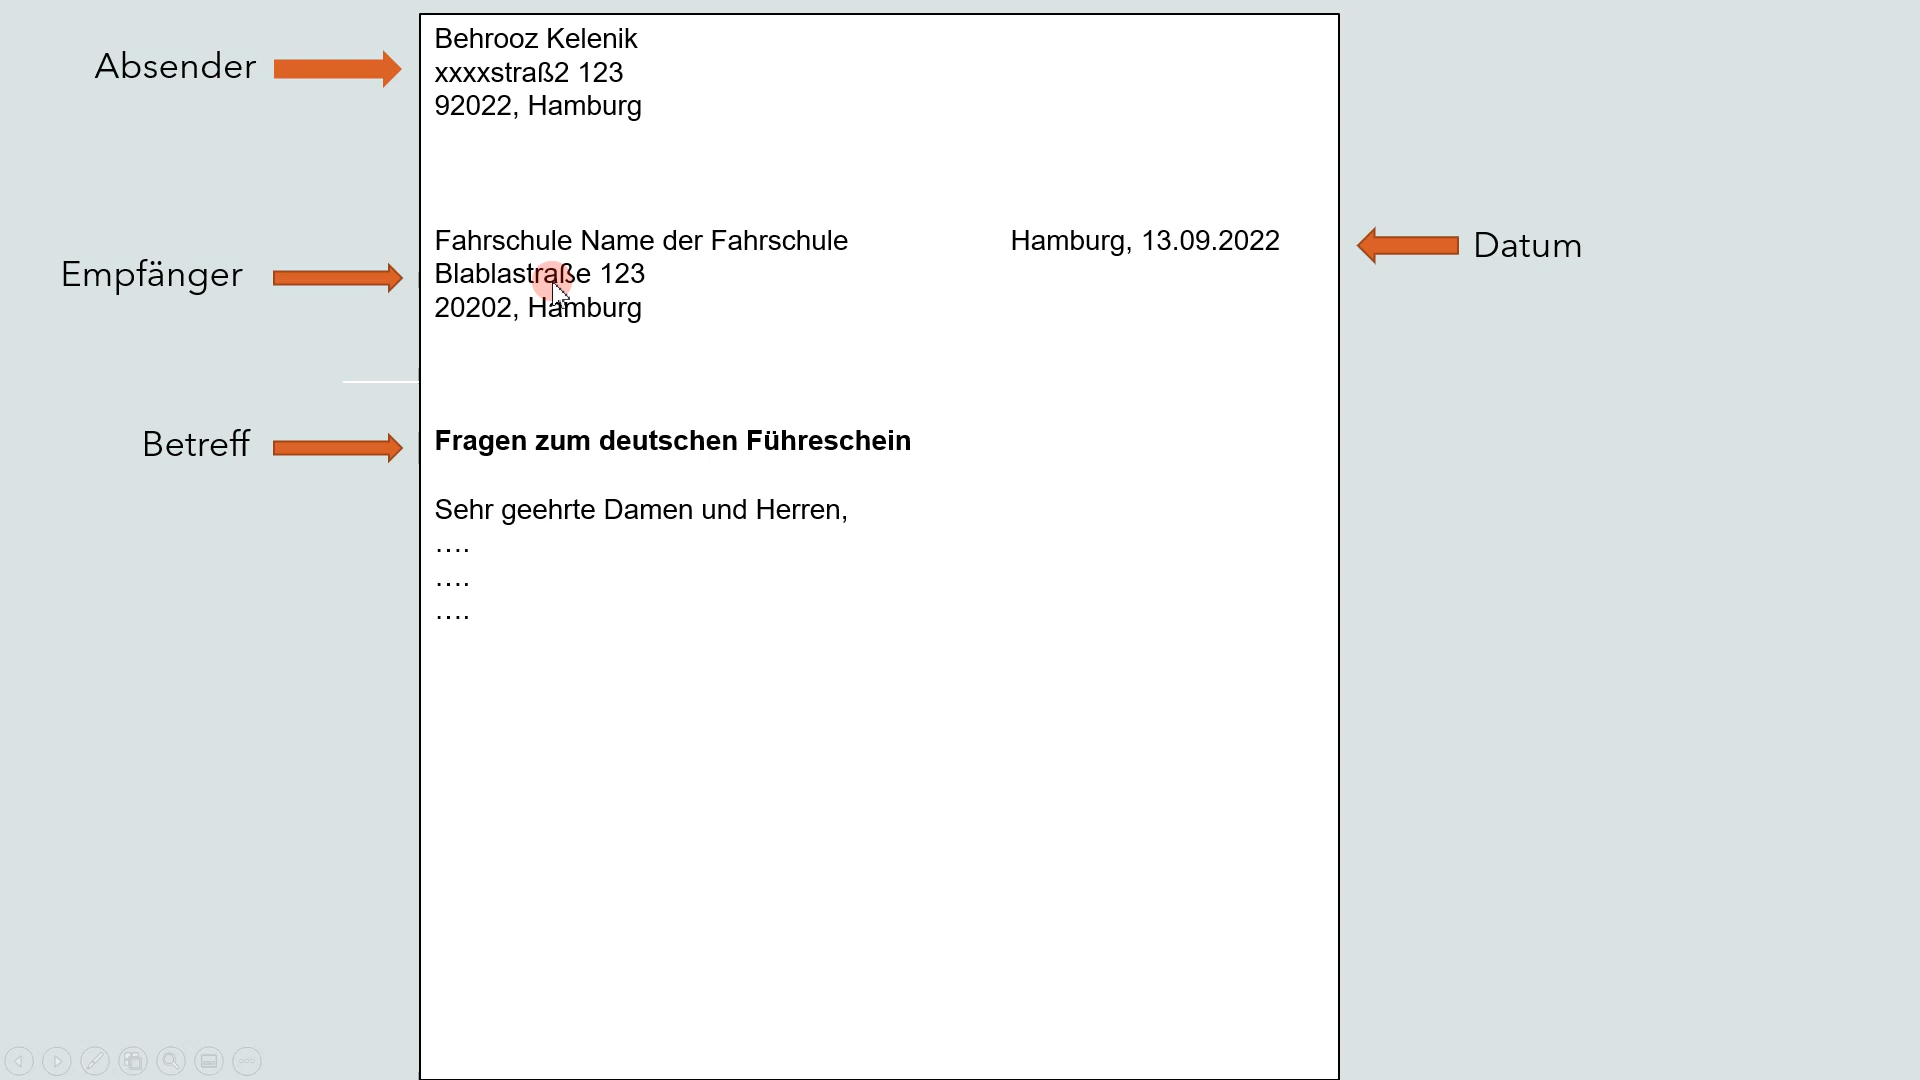 Absender
Behrooz Kelenik
xxxxstraß2 123
92022, Hamburg
Empfänger
Fahrschule Name der Fahrschule
Blablastraße 123
20202, Hamburg
Hamburg, 13.09.2022
Datum
Betreff
Fragen zum deutschen Führeschein
Sehr geehrte Damen und Herren,
….
….
….